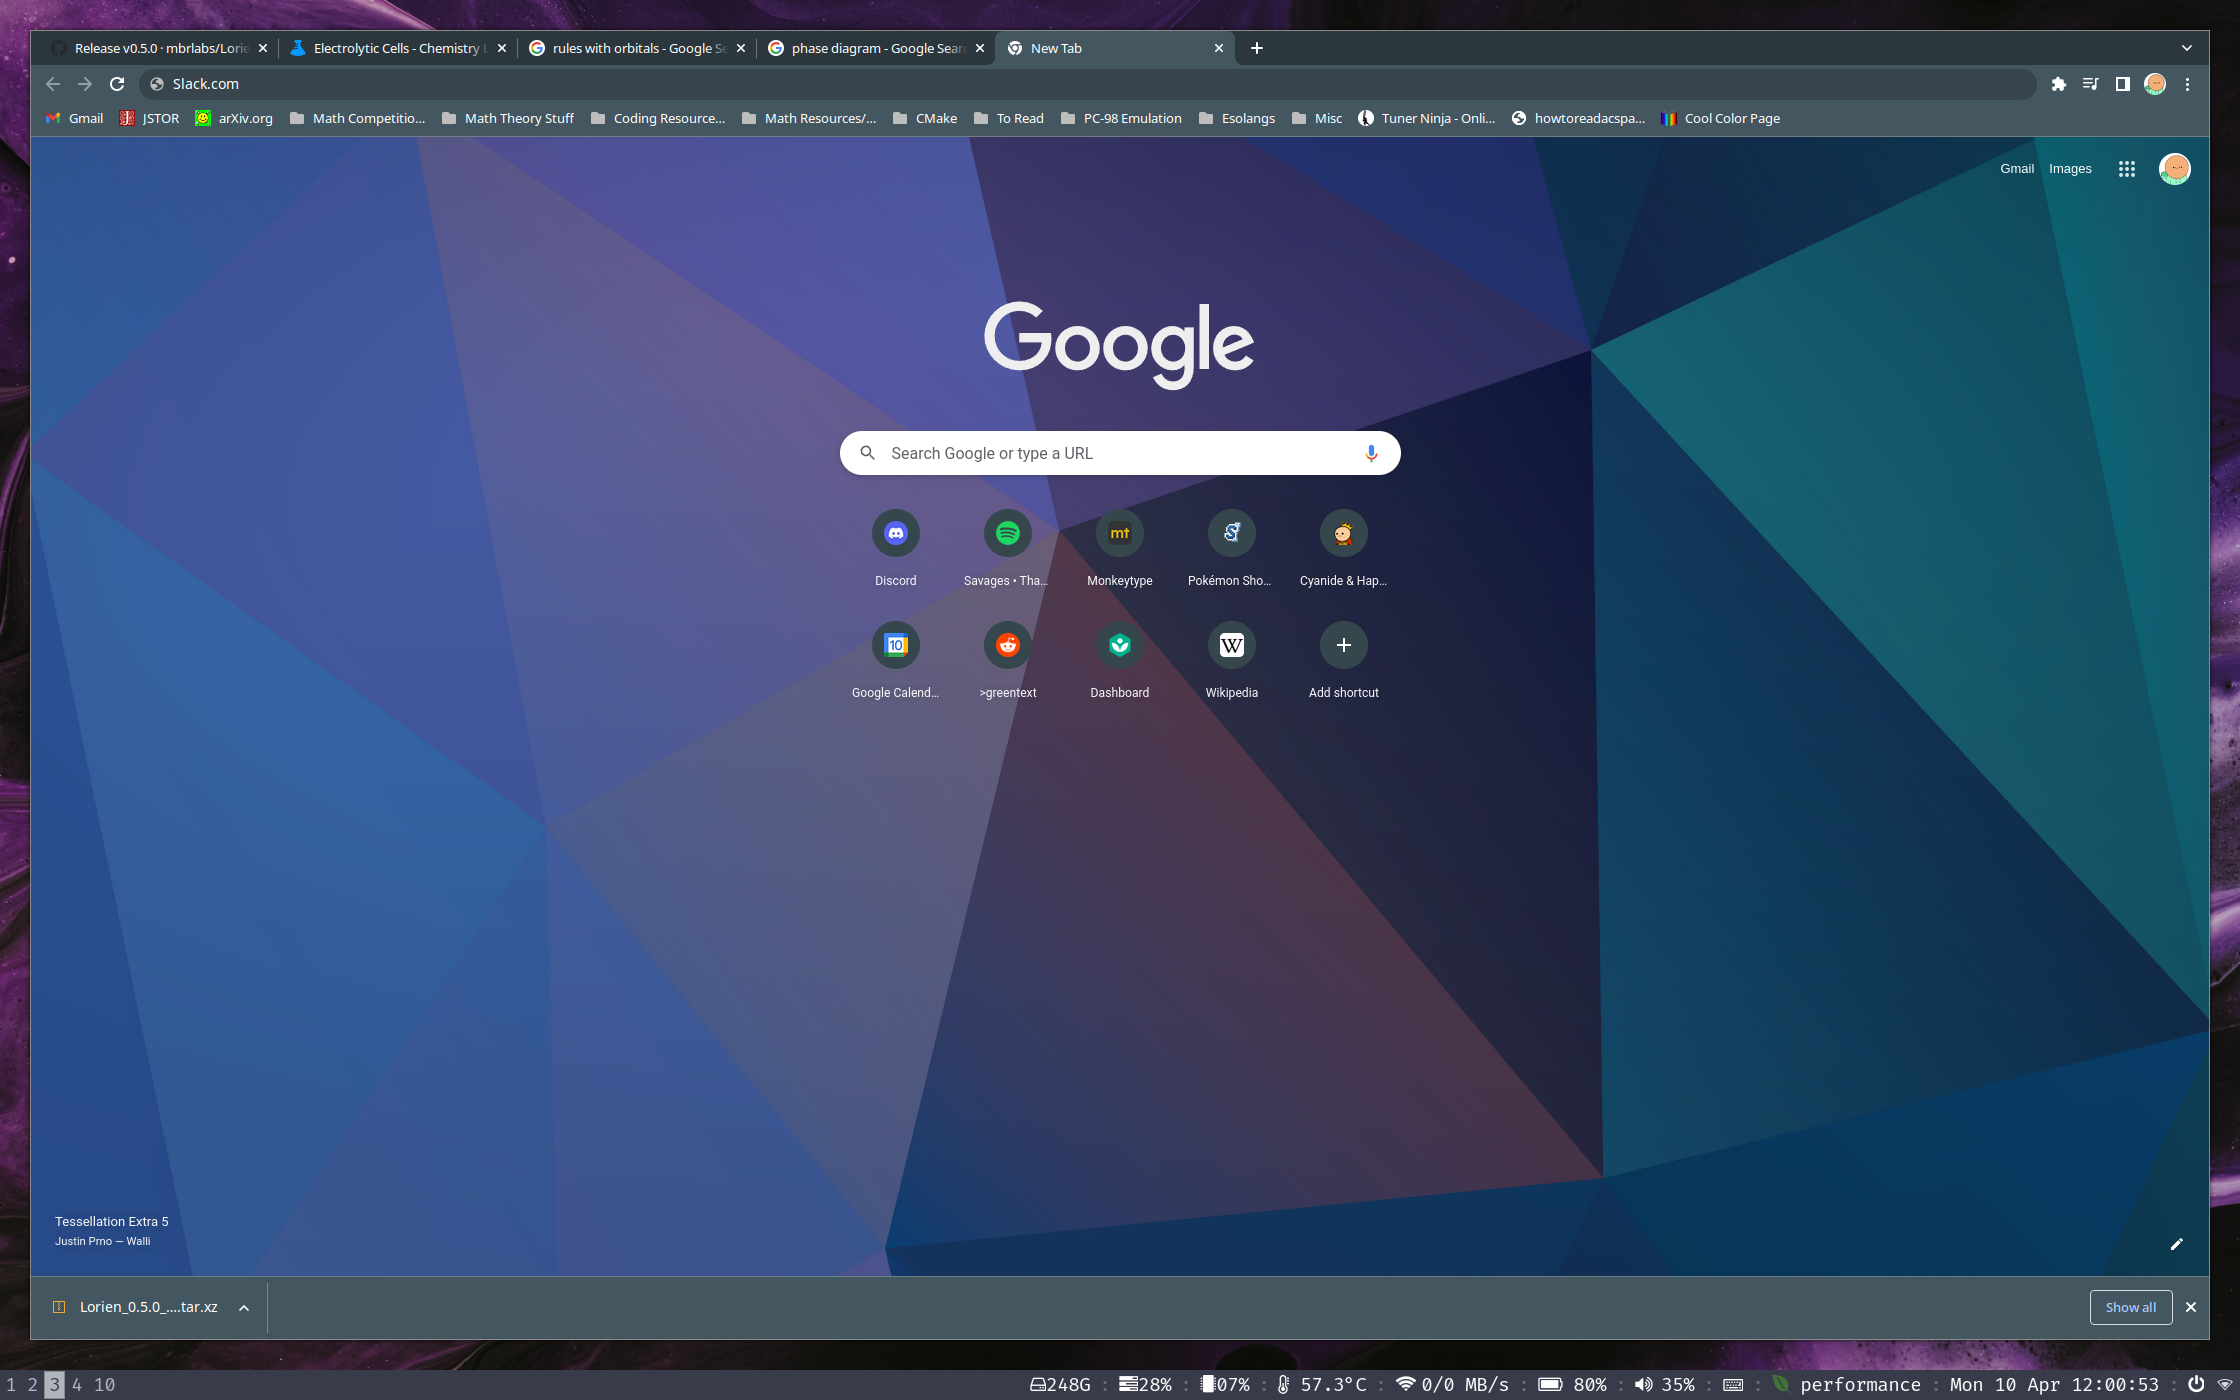 Release v0.5.0 · mbrlabs/Lorie
Electrolytic Cells - Chemistry L
rules with orbitals - Google Se
phase diagram - Google Sear
New Tab
Slack.com
Gmail
JSTOR
arXiv.org
Math Competitio...
Math Theory Stuff
Coding Resource...
Math Resources/...
CMake
To Read
PC-98 Emulation
Esolangs
Misc
Tuner Ninja - Onli...
howtoreadacspa...
Cool Color Page
Gmail
Images
Google
Search Google or type a URL
mt
Discord
Savages • Tha...
Monkeytype
Pokémon Sho...
Cyanide & Hap...
10
W
Google Calend...
>greentext
Dashboard
Wikipedia
Add shortcut
Tessellation Extra 5
Justin Prno — Walli
Lorien_0.5.0_....tar.xz
Show all
1 2 3 4 10
248G : 28% : 07% : 57.3°C : 0/0 MB/s : 80% : 35% : : performance : Mon 10 Apr 12:00:53 :